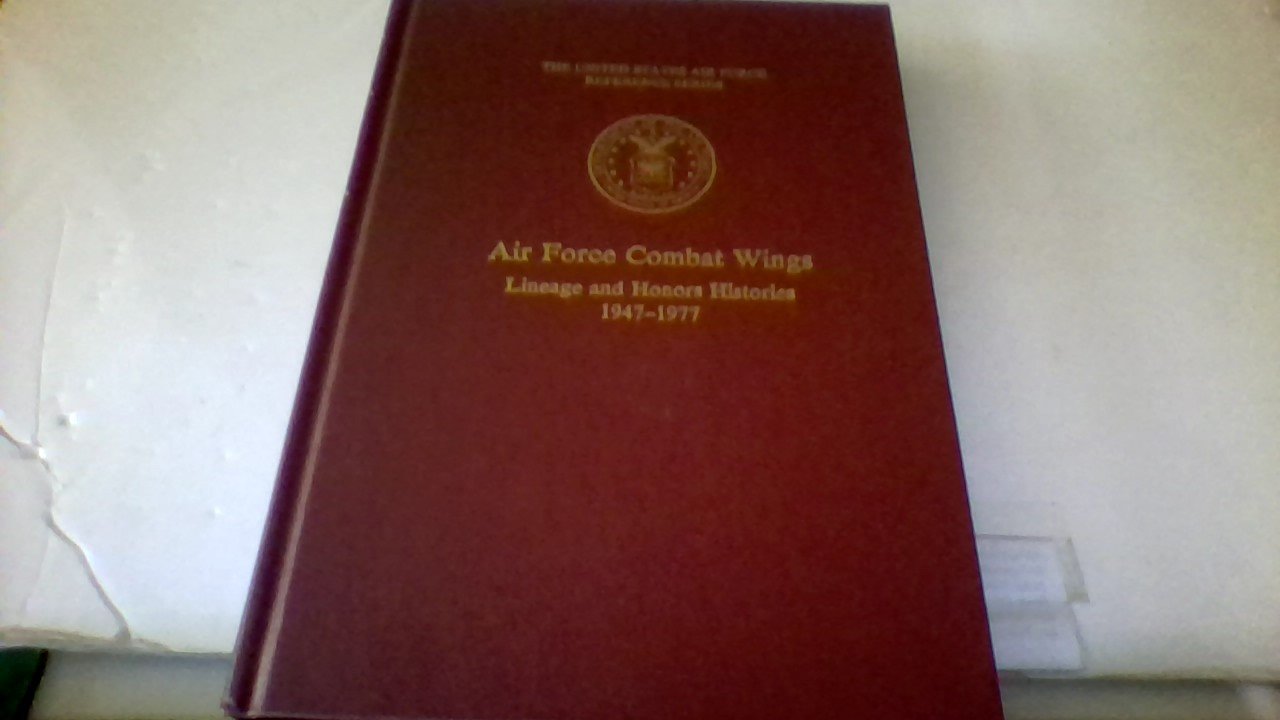 THE UNITED STATES AIR FORCE
REFERENCE SERIES
Air Force Combat Wings
Lineage and Honors Histories
1947-1977